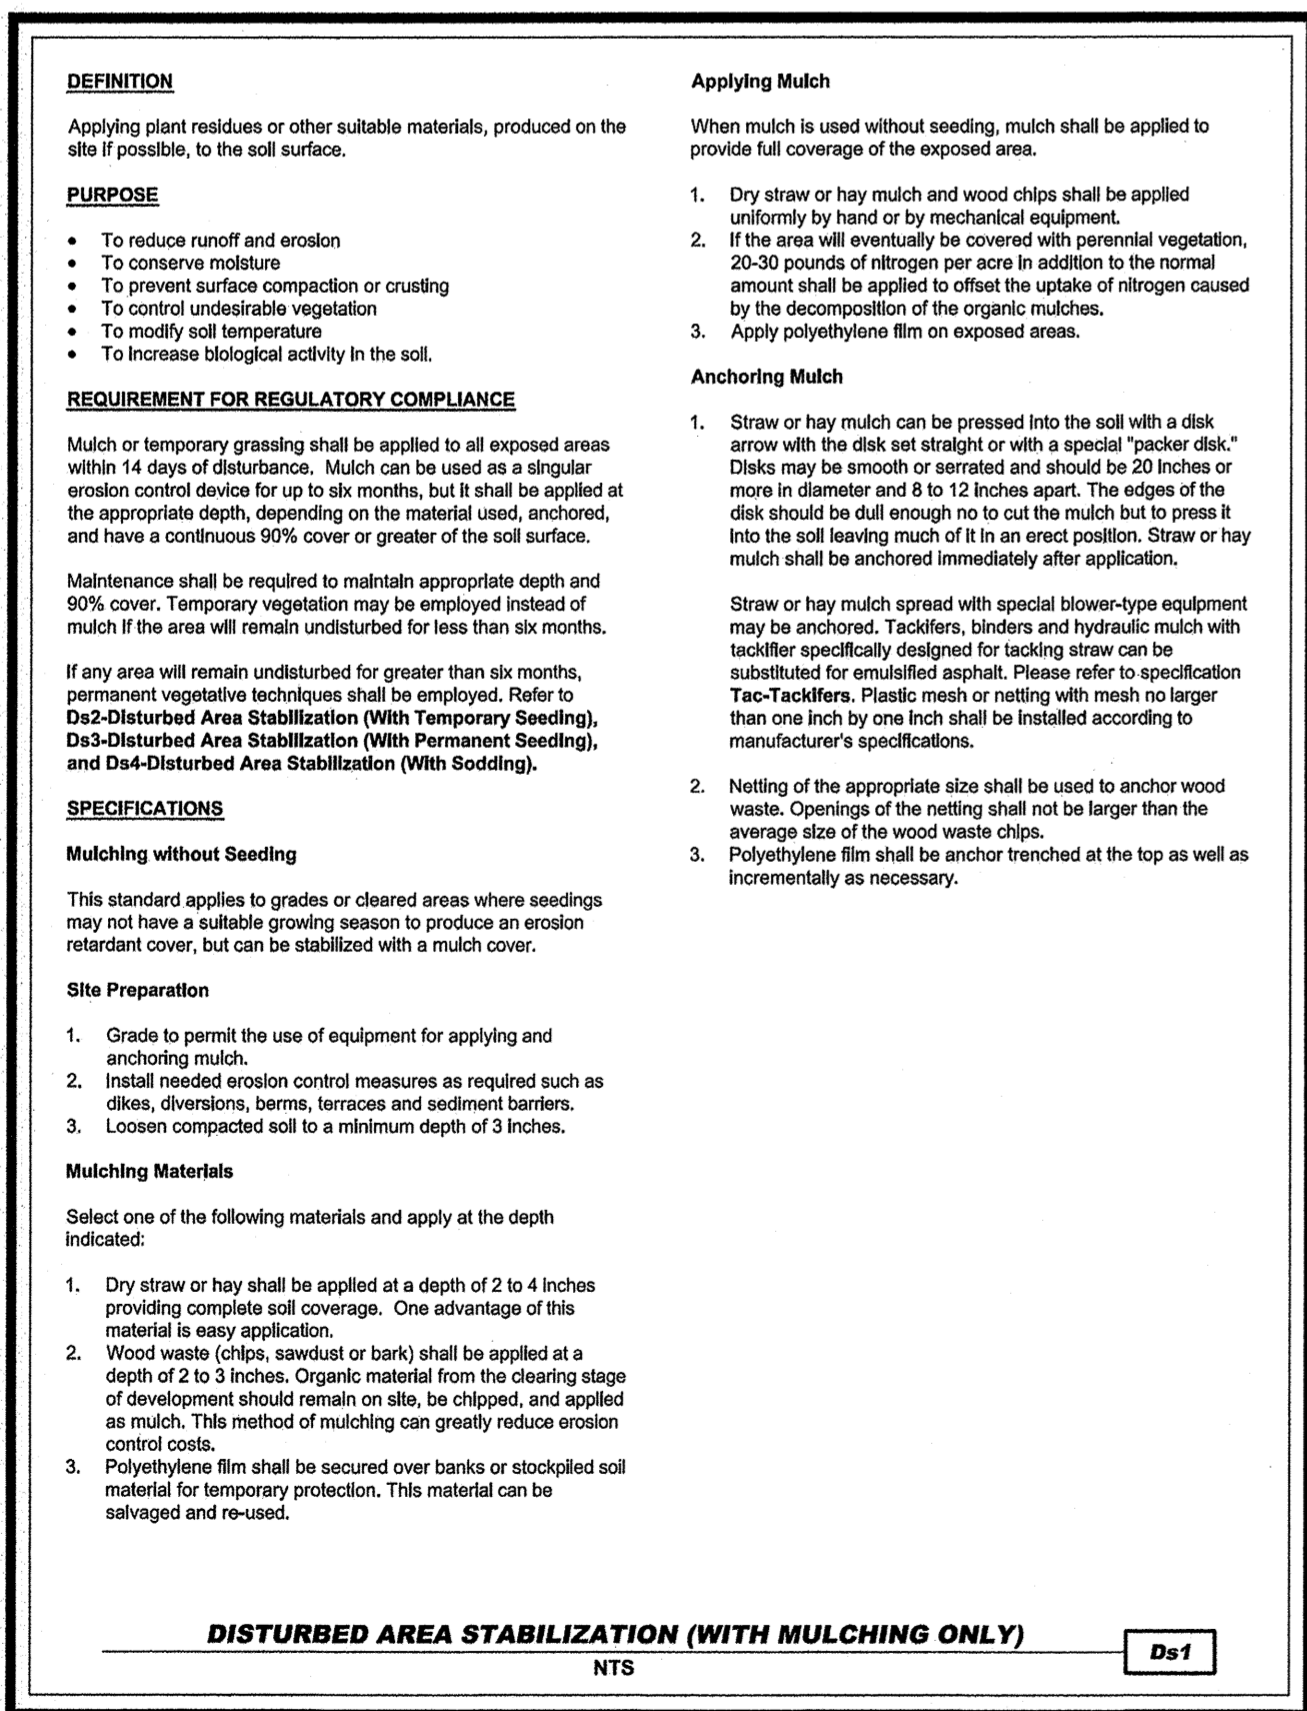 DEFINITION
Applying plant residues or other suitable materials, produced on the
site if possible, to the soil surface.
PURPOSE
• To reduce runoff and erosion
• To conserve moisture
• To prevent surface compaction or crusting
• To control undesirable vegetation
• To modify soil temperature
• To increase biological activity in the soil.
REQUIREMENT FOR REGULATORY COMPLIANCE
Mulch or temporary grassing shall be applied to all exposed areas
within 14 days of disturbance. Mulch can be used as a singular
erosion control device for up to six months, but it shall be applied at
the appropriate depth, depending on the material used, anchored,
and have a continuous 90% cover or greater of the soil surface.
Maintenance shall be required to maintain appropriate depth and
90% cover. Temporary vegetation may be employed instead of
mulch if the area will remain undisturbed for less than six months.
If any area will remain undisturbed for greater than six months,
permanent vegetative techniques shall be employed. Refer to
Ds2-Disturbed Area Stabilization (With Temporary Seeding),
Ds3-Disturbed Area Stabilization (With Permanent Seeding),
and Ds4-Disturbed Area Stabilization (With Sodding).
SPECIFICATIONS
Mulching without Seeding
This standard applies to grades or cleared areas where seedings
may not have a suitable growing season to produce an erosion
retardant cover, but can be stabilized with a mulch cover.
Site Preparation
1. Grade to permit the use of equipment for applying and
anchoring mulch.
2. Install needed erosion control measures as required such as
dikes, diversions, berms, terraces and sediment barriers.
3. Loosen compacted soil to a minimum depth of 3 inches.
Mulching Materials
Select one of the following materials and apply at the depth
indicated:
1. Dry straw or hay shall be applied at a depth of 2 to 4 inches
providing complete soil coverage. One advantage of this
material is easy application.
2. Wood waste (chips, sawdust or bark) shall be applied at a
depth of 2 to 3 inches. Organic material from the clearing stage
of development should remain on site, be chipped, and applied
as mulch. This method of mulching can greatly reduce erosion
control costs.
3. Polyethylene film shall be secured over banks or stockpiled soil
material for temporary protection. This material can be
salvaged and re-used.
Applying Mulch
When mulch is used without seeding, mulch shall be applied to
provide full coverage of the exposed area.
1. Dry straw or hay mulch and wood chips shall be applied
uniformly by hand or by mechanical equipment.
2. If the area will eventually be covered with perennial vegetation,
20-30 pounds of nitrogen per acre in addition to the normal
amount shall be applied to offset the uptake of nitrogen caused
by the decomposition of the organic mulches.
3. Apply polyethylene film on exposed areas.
Anchoring Mulch
1. Straw or hay mulch can be pressed into the soil with a disk
arrow with the disk set straight or with a special "packer disk."
Disks may be smooth or serrated and should be 20 inches or
more in diameter and 8 to 12 inches apart. The edges of the
disk should be dull enough no to cut the mulch but to press it
into the soil leaving much of it in an erect position. Straw or hay
mulch shall be anchored immediately after application.
Straw or hay mulch spread with special blower-type equipment
may be anchored. Tackifers, binders and hydraulic mulch with
tackifier specifically designed for tacking straw can be
substituted for emulsified asphalt. Please refer to specification
Tac-Tackifers. Plastic mesh or netting with mesh no larger
than one inch by one inch shall be installed according to
manufacturer's specifications.
2. Netting of the appropriate size shall be used to anchor wood
waste. Openings of the netting shall not be larger than the
average size of the wood waste chips.
3. Polyethylene film shall be anchor trenched at the top as well as
incrementally as necessary.
DISTURBED AREA STABILIZATION (WITH MULCHING ONLY)
NTS
Ds1